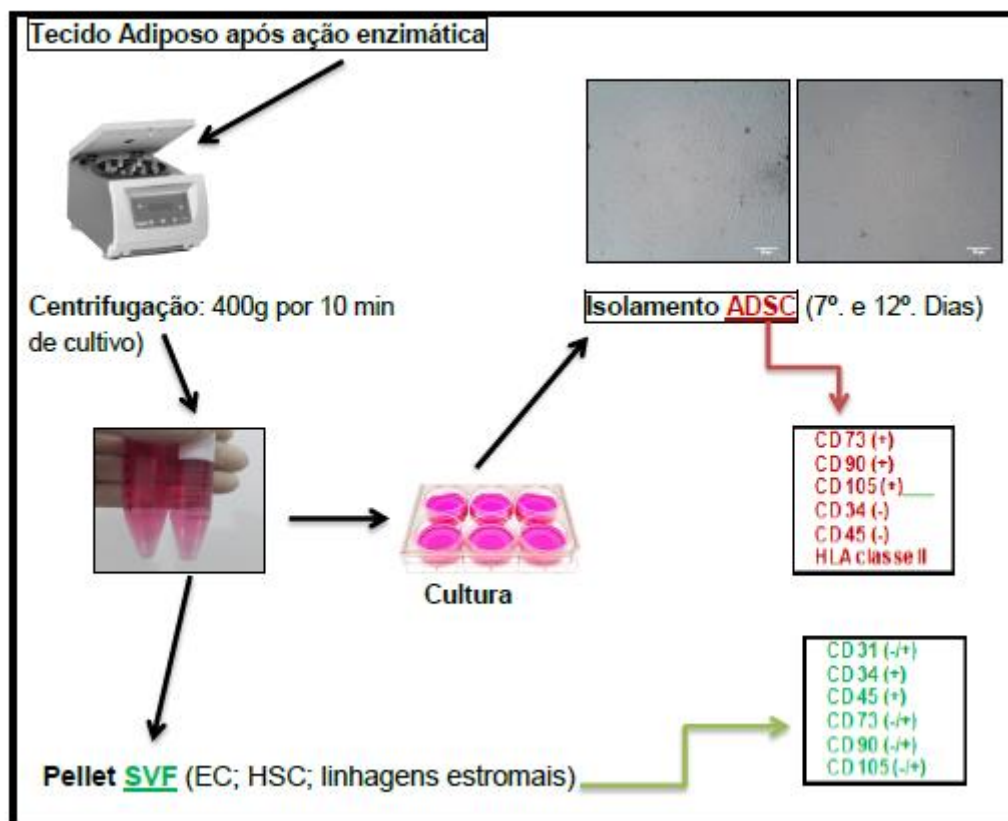 Tecido Adiposo após ação enzimática
Centrifugação: 400g por 10 min
de cultivo)
Isolamento ADSC (7º. e 12º. Dias)
CD 73 (+)
CD 90 (+)
CD 105 (+)
CD 34 (-)
CD 45 (-)
HLA classe II
Cultura
CD 31 (-/+)
CD 34 (+)
CD 45 (+)
CD 73 (-/+)
CD 90 (-/+)
CD 105 (-/+)
Pellet SVF (EC; HSC; linhagens estromais)